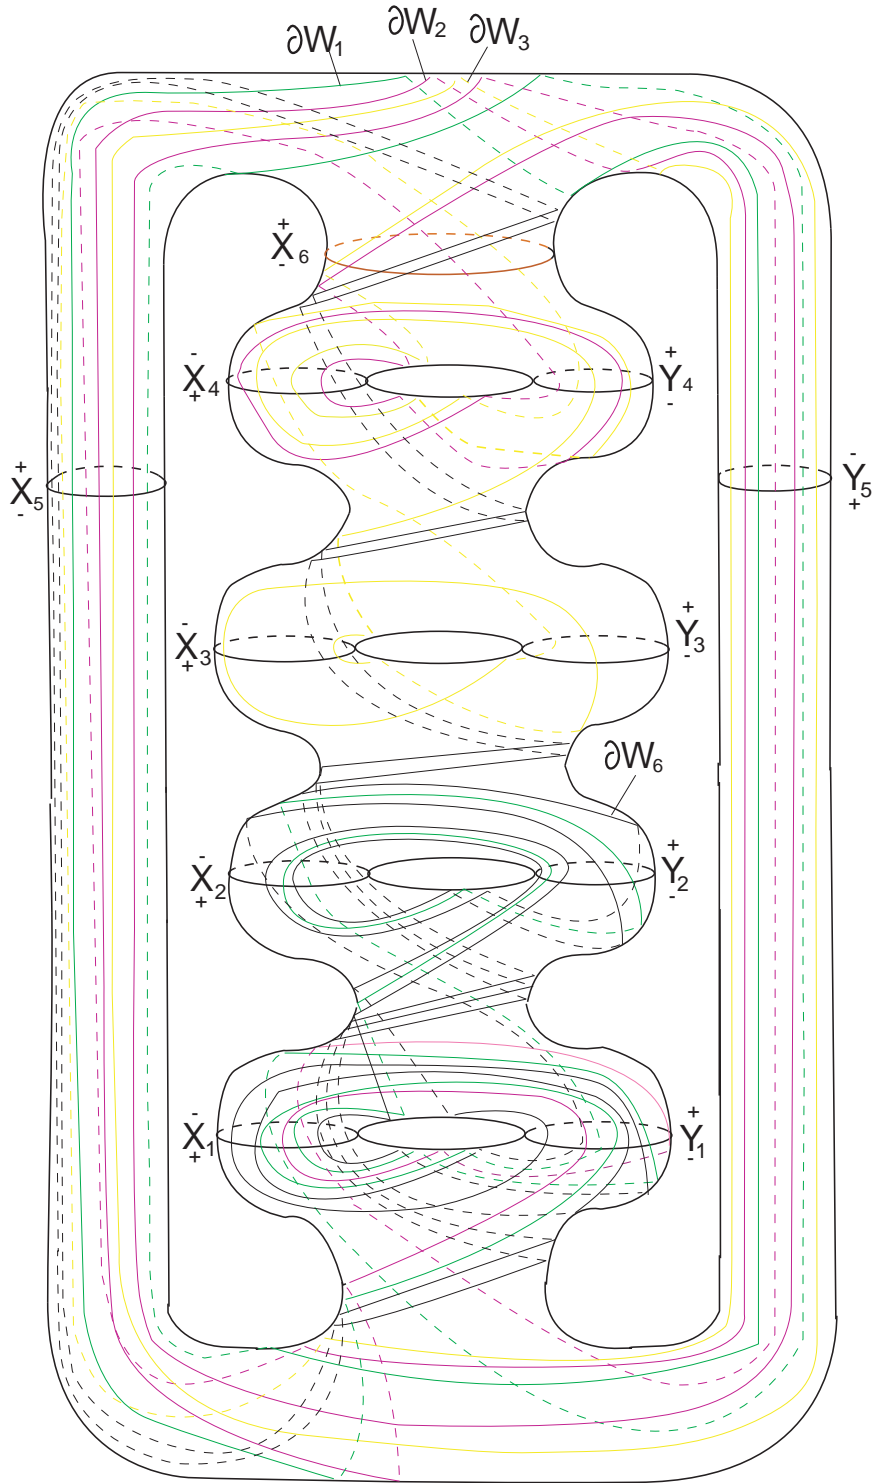 ∂W₁
∂W₂
∂W₃
+
X₆
-
-
X₄
+
+
Y₄
-
+
X₅
-
-
Y₅
+
-
X₃
+
+
Y₃
-
∂W₆
-
X₂
+
+
Y₂
-
-
X₁
+
+
Y₁
-